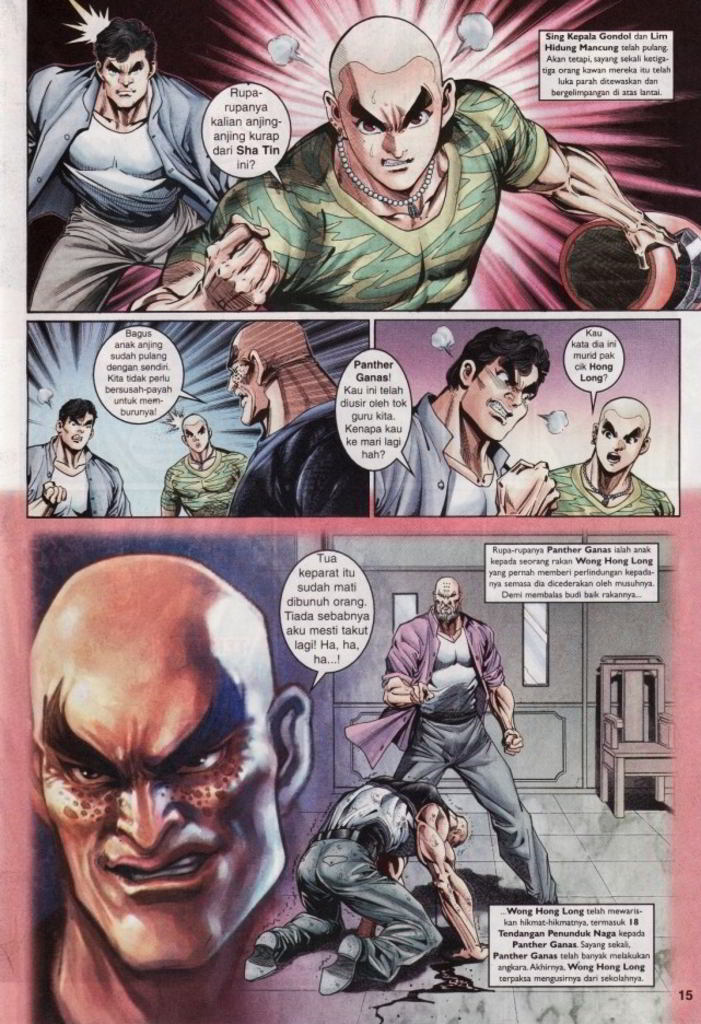 Sing Kepala Gondol dan Lim
Hidung Mancung telah pulang.
Akan tetapi, sayang sekali ketiga-
tiga orang kawan mereka itu telah
luka parah ditewaskan dan
bergelimpangan di atas lantai.
Rupa-
rupanya
kalian anjing-
anjing kurap
dari Sha Tin
ini?
Bagus
anak anjing
sudah pulang
dengan sendiri.
Kita tidak perlu
bersusah-payah
untuk mem-
burunya!
Panther
Ganas!
Kau ini telah
diusir oleh tok
guru kita.
Kenapa kau
ke mari lagi
hah?
Kau
kata dia ini
murid pak
cik Hong
Long?
Tua
keparat itu
sudah mati
dibunuh orang.
Tiada sebabnya
aku mesti takut
lagi! Ha, ha,
ha...!
Rupa-rupanya Panther Ganas ialah anak
kepada seorang rakan Wong Hong Long
yang pernah memberi perlindungan kepada-
nya semasa dia dicederakan oleh musuhnya.
Demi membalas budi baik rakannya...
...Wong Hong Long telah mewaris-
kan hikmat-hikmatnya, termasuk 18
Tendangan Penunduk Naga kepada
Panther Ganas. Sayang sekali,
Panther Ganas telah banyak melakukan
angkara. Akhirnya, Wong Hong Long
terpaksa mengusirnya dari sekolahnya.
15